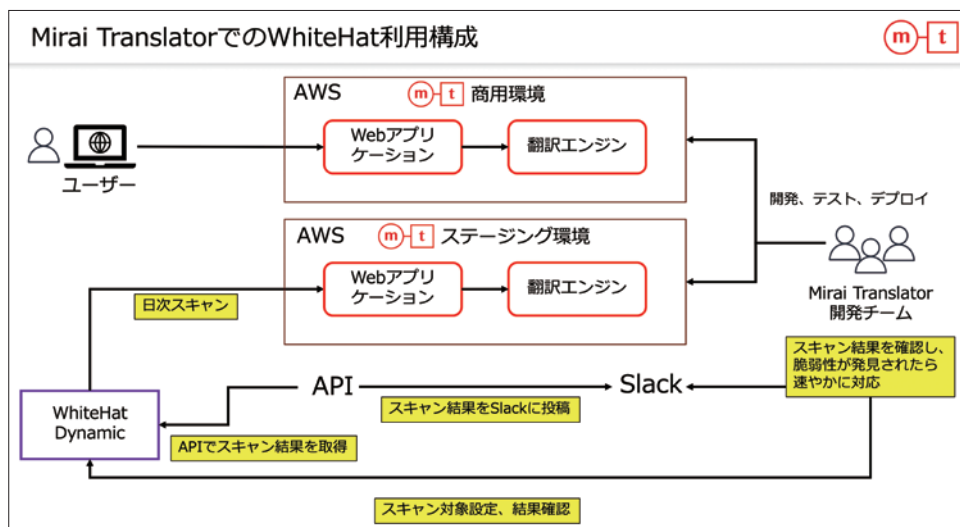 Mirai TranslatorでのWhiteHat利用構成
m t
AWS
m t 商用環境
Webアプリ
ケーション
翻訳エンジン
ユーザー
開発、テスト、デプロイ
AWS
m t ステージング環境
Webアプリ
ケーション
翻訳エンジン
日次スキャン
Mirai Translator
開発チーム
スキャン結果を確認し、
脆弱性が発見されたら
速やかに対応
API
Slack
スキャン結果をSlackに投稿
WhiteHat
Dynamic
APIでスキャン結果を取得
スキャン対象設定、結果確認